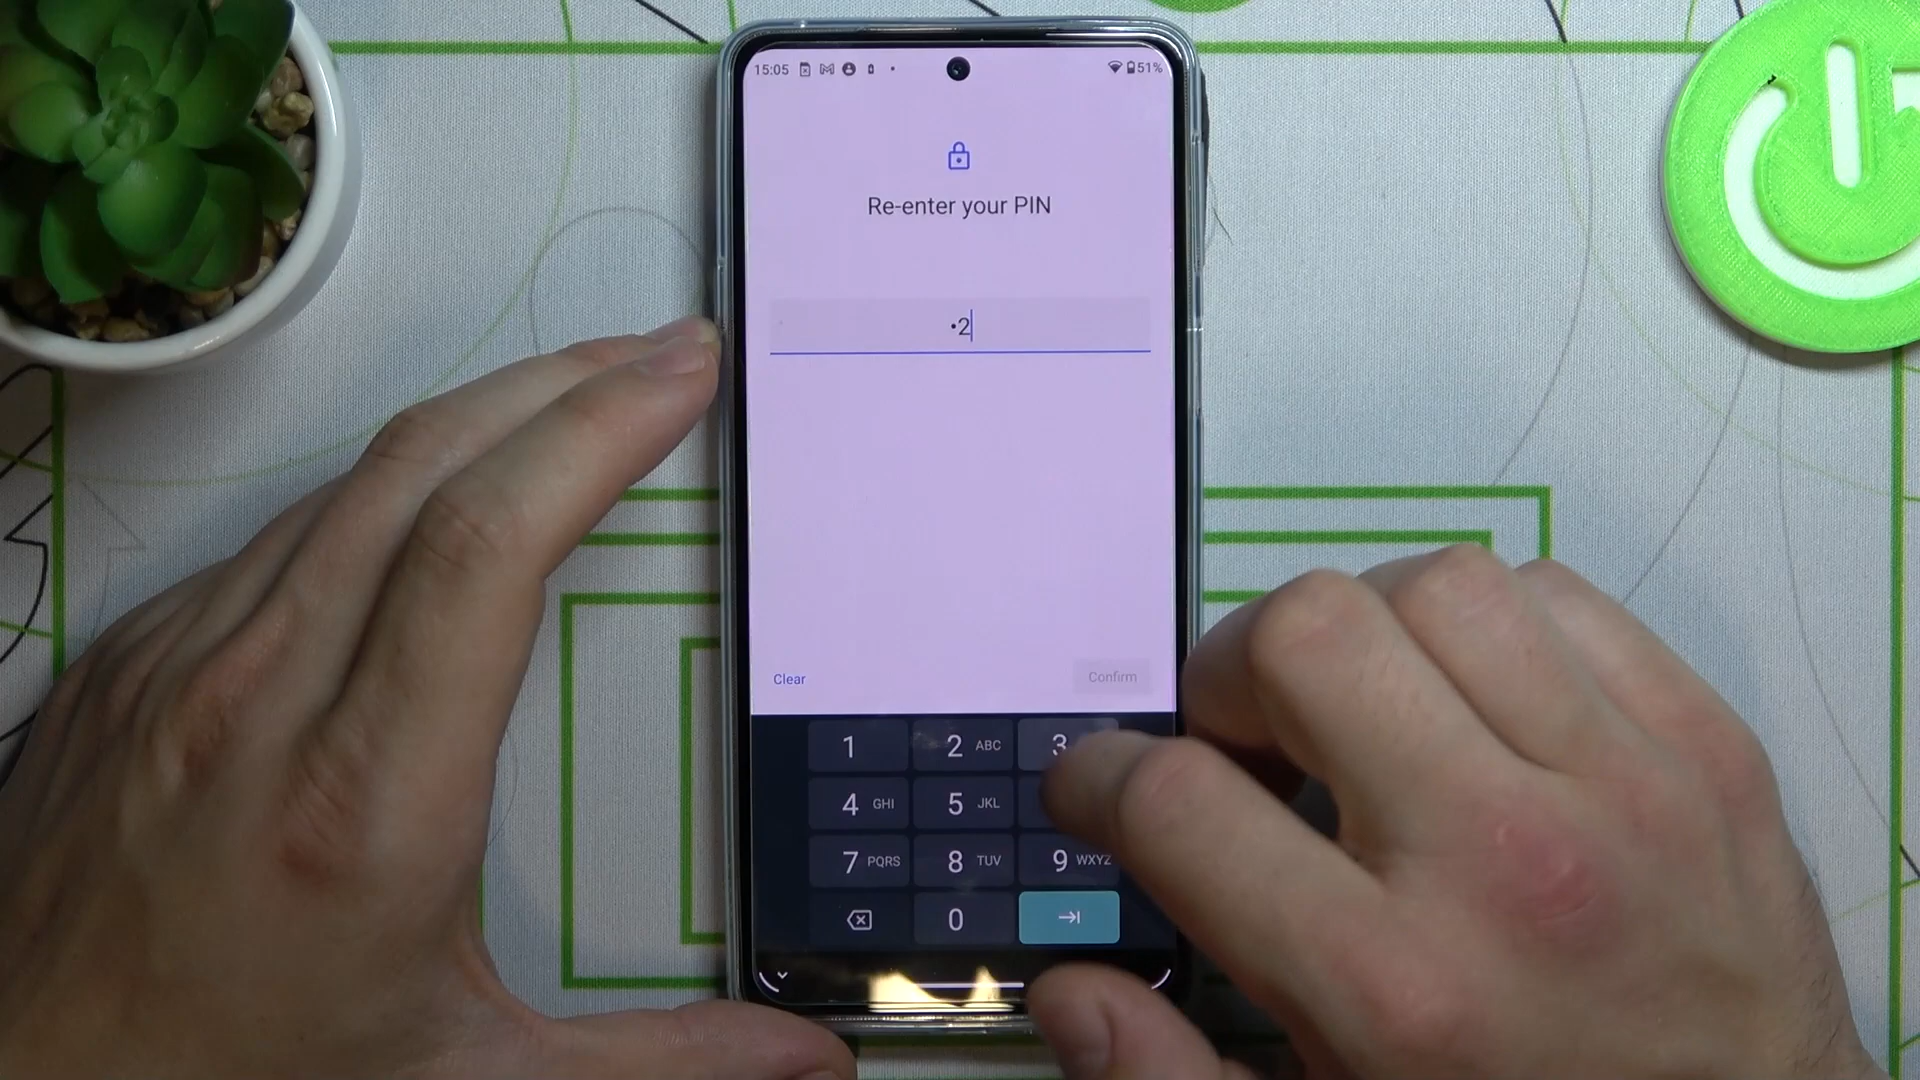 15:05 51%
Re-enter your PIN
•2
Clear Confirm
1 2 ABC 3
4 GHI 5 JKL
7 PQRS 8 TUV 9 WXYZ
0